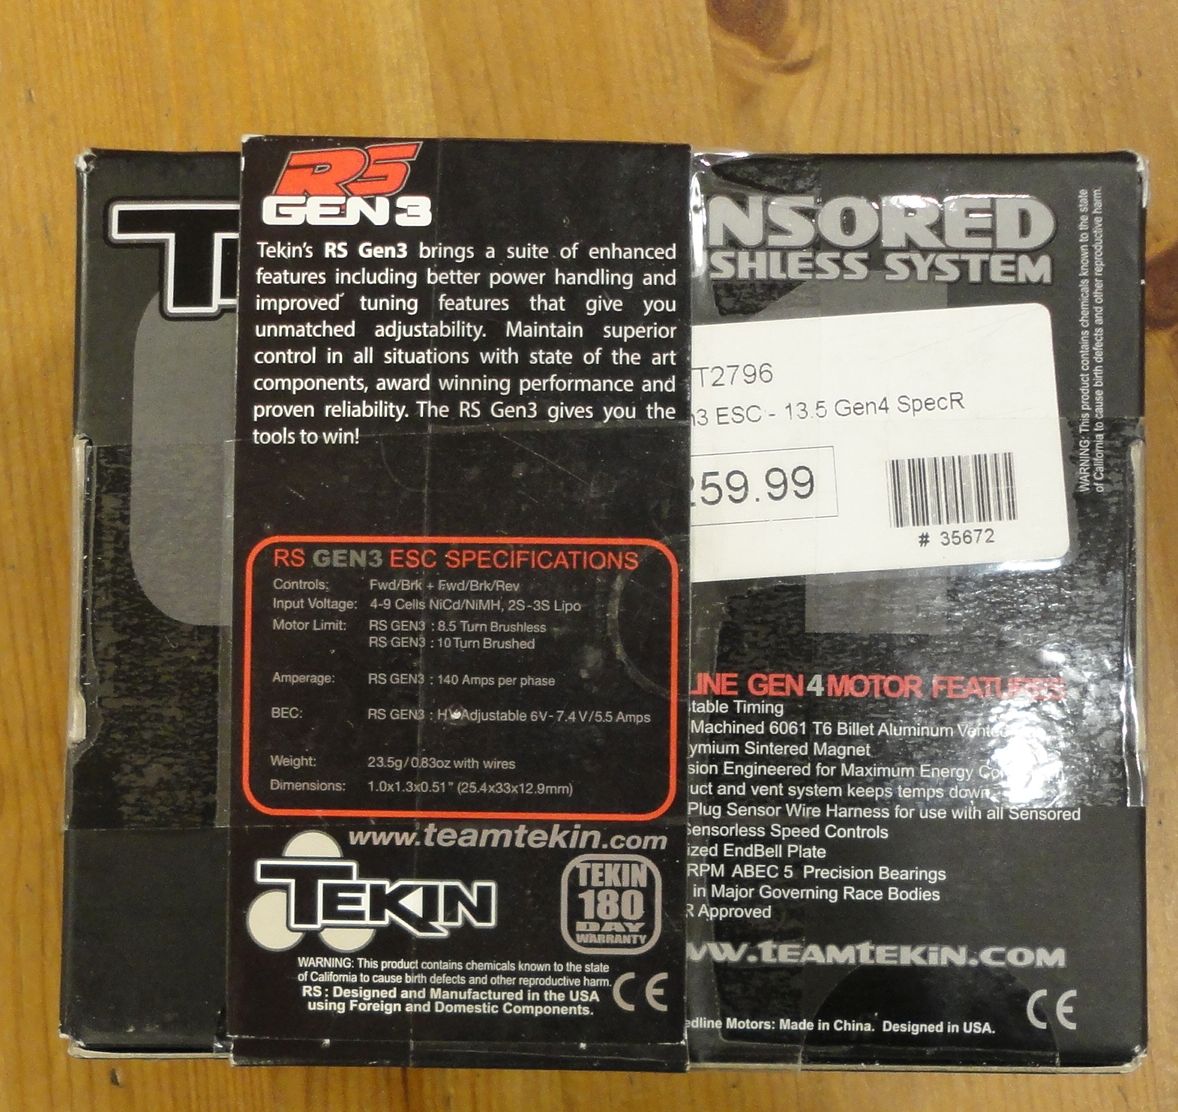 RS
GEN3
Tekin's RS Gen3 brings a suite of enhanced
features including better power handling and
improved tuning features that give you
unmatched adjustability. Maintain superior
control in all situations with state of the art
components, award winning performance and
proven reliability. The RS Gen3 gives you the
tools to win!
RS GEN3 ESC SPECIFICATIONS
Controls: Fwd/Brk + Fwd/Brk/Rev
Input Voltage: 4-9 Cells NiCd/NiMH, 2S-3S Lipo
Motor Limit: RS GEN3 : 8.5 Turn Brushless
RS GEN3 : 10 Turn Brushed
Amperage: RS GEN3 : 140 Amps per phase
BEC: RS GEN3 : HV Adjustable 6V- 7.4 V/5.5 Amps
Weight: 23.5g/0.83oz with wires
Dimensions: 1.0x1.3x0.51" (25.4x33x12.9mm)
www.teamtekin.com
TEKIN
TEKIN
180
DAY
WARRANTY
WARNING: This product contains chemicals known to the state
of California to cause birth defects and other reproductive harm.
RS : Designed and Manufactured in the USA
using Foreign and Domestic Components.
CE
T
NSORED
SHLESS SYSTEM
T2796
n3 ESC - 13.5 Gen4 SpecR
259.99
# 35672
WARNING: This product contains chemicals known to the state
of California to cause birth defects and other reproductive harm.
LINE GEN4 MOTOR FEATURES
table Timing
Machined 6061 T6 Billet Aluminum Vented
ymium Sintered Magnet
sion Engineered for Maximum Energy
uct and vent system keeps temps down
Plug Sensor Wire Harness for use with all Sensored
Sensorless Speed Controls
ized EndBell Plate
RPM ABEC 5 Precision Bearings
in Major Governing Race Bodies
R Approved
ww.teamtekin.com
edline Motors: Made in China. Designed in USA.
CE